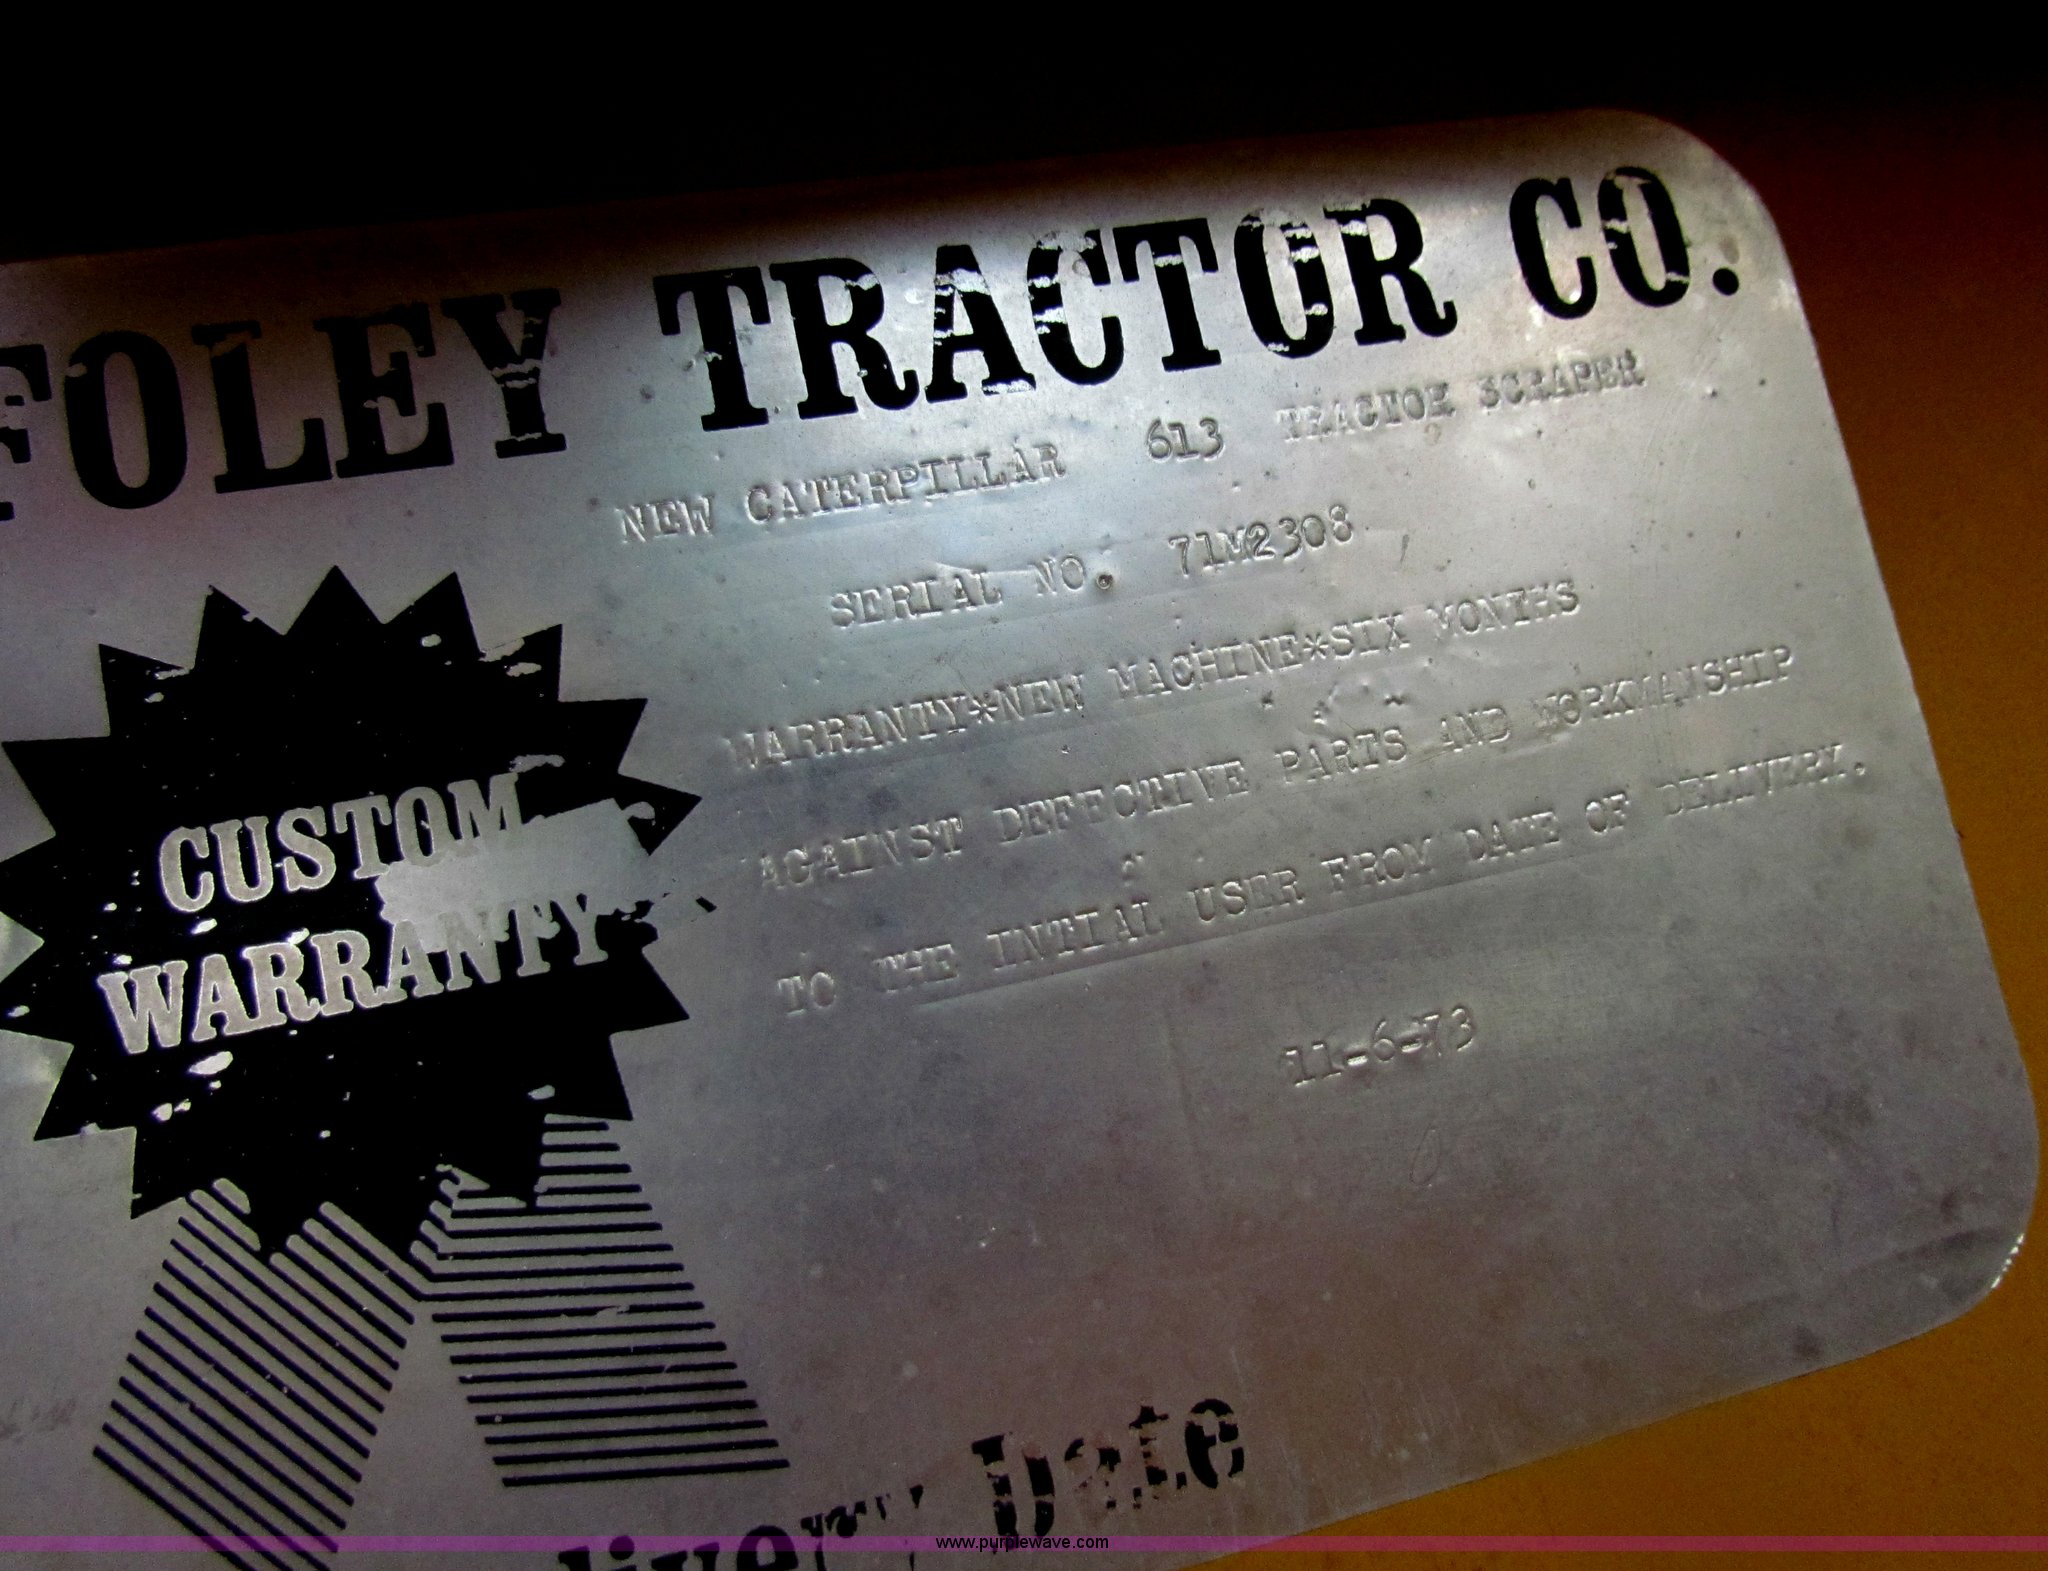 FOLEY TRACTOR CO.
NEW CATERPILLAR 613 TRACTOR SCRAPER
SERIAL NO. 71M2308
WARRANTY*NEW MACHINE*SIX MONTHS
AGAINST DEFECTIVE PARTS AND WORKMANSHIP
TO THE INTIAL USER FROM DATE OF DELIVERY.
11-6-73
CUSTOM
WARRANTY
Date
www.purplewave.com